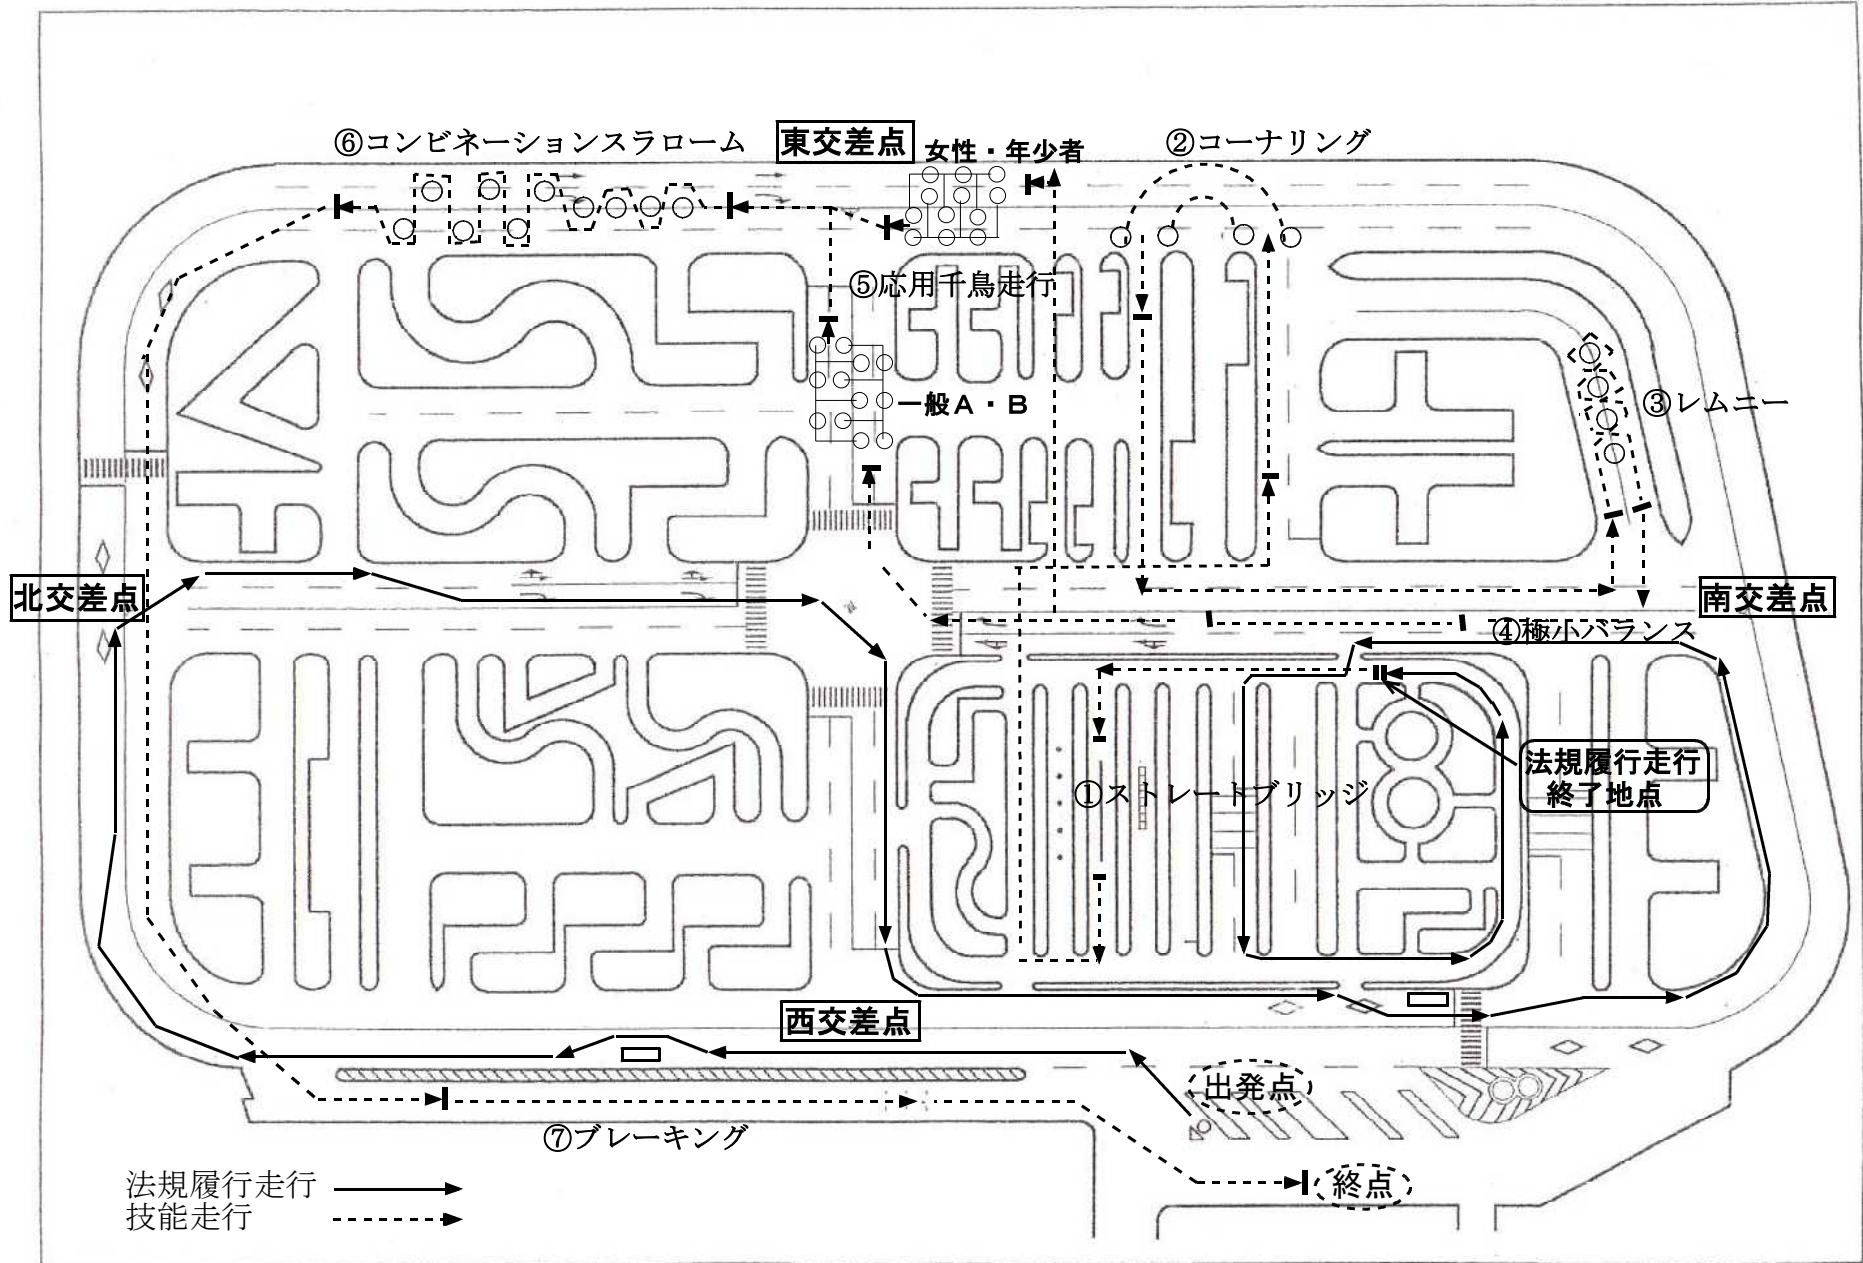 ⑥コンビネーションスラローム
東交差点
女性・年少者
②コーナリング
⑤応用千鳥走行
一般A・B
③レムニー
北交差点
南交差点
④極小バランス
①ストレートブリッジ
法規履行走行
終了地点
西交差点
出発点
⑦ブレーキング
終点
法規履行走行
技能走行